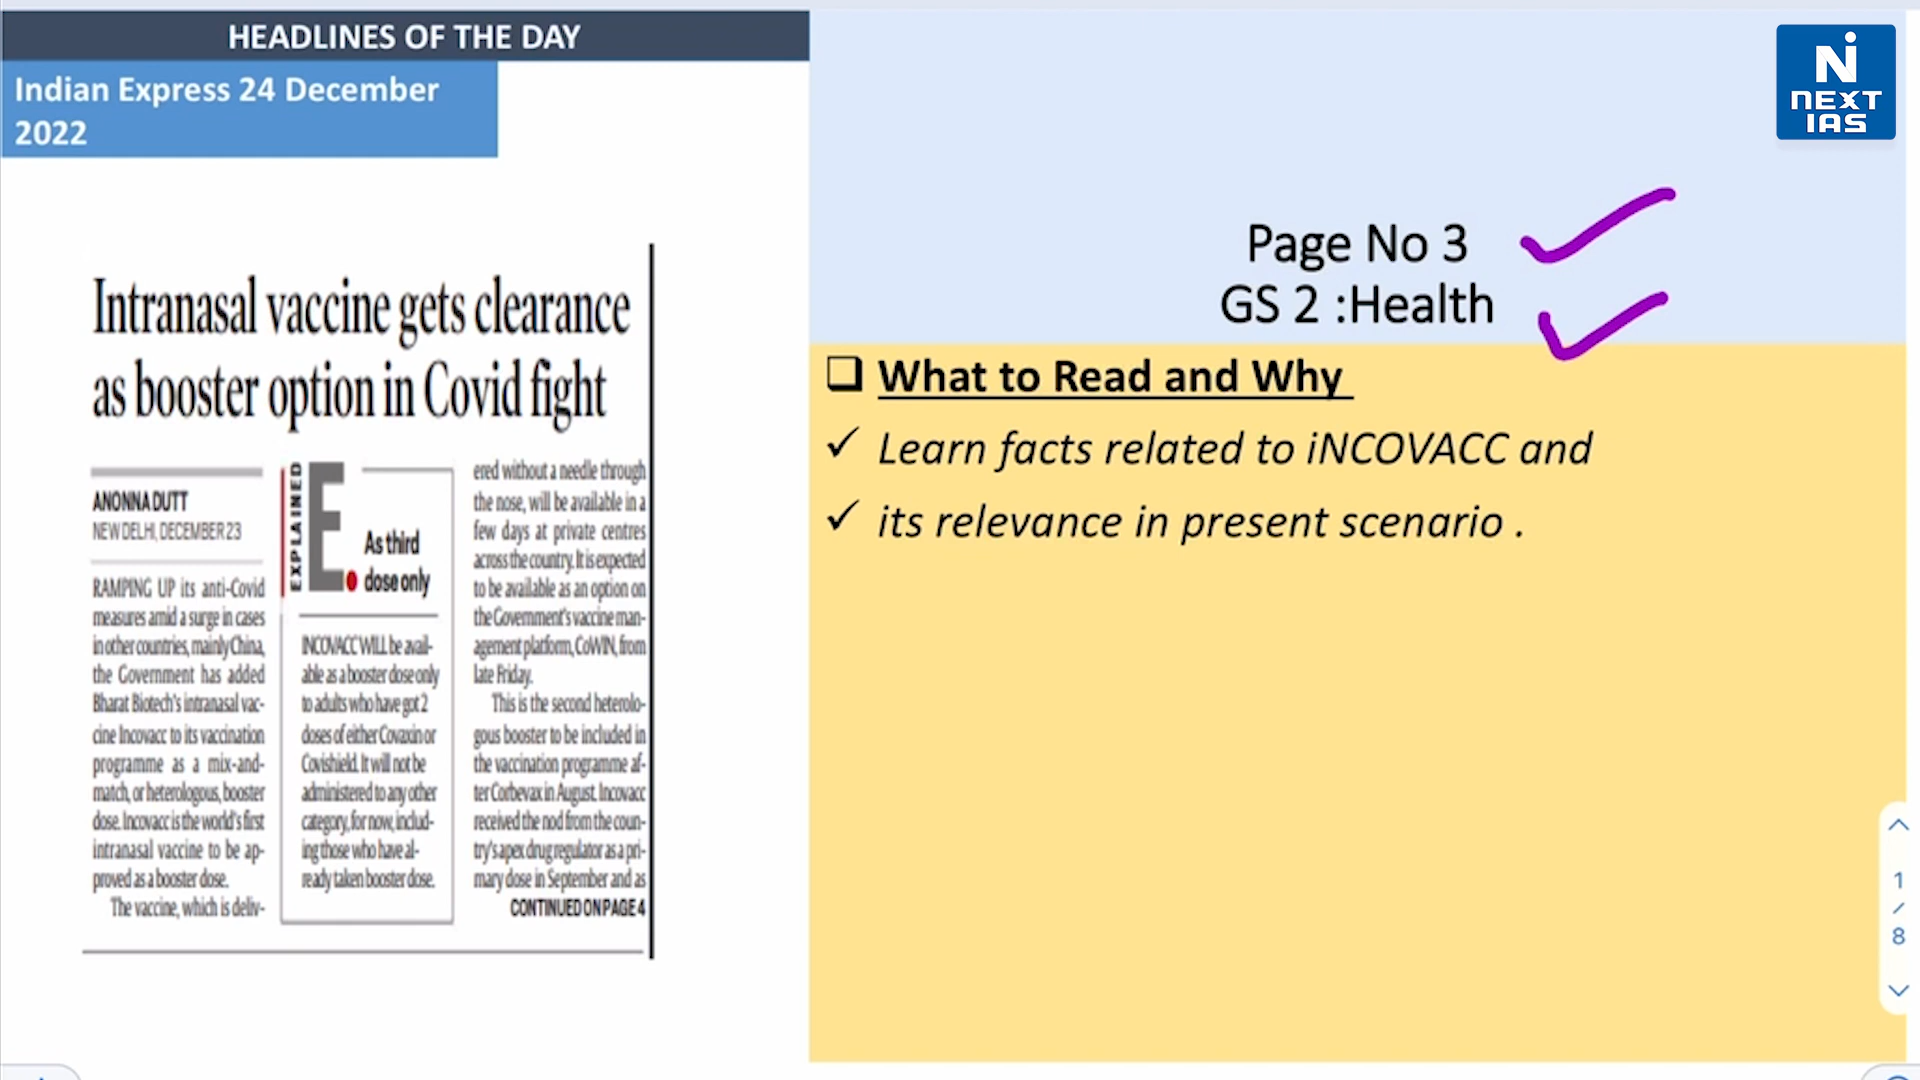 HEADLINES OF THE DAY
Indian Express 24 December
2022
Intranasal vaccine gets clearance
as booster option in Covid fight
ANONNA DUTT
NEW DELHI, DECEMBER 23
RAMPING UP its anti-Covid
measures amid a surge in cases
in other countries, mainly China,
the Government has added
Bharat Biotech's intranasal vac-
cine Incovacc to its vaccination
programme as a mix-and-
match, or heterologous, booster
dose. Incovacc is the world's first
intranasal vaccine to be ap-
proved as a booster dose.
The vaccine, which is deliv-
EXPLAINED
E.
As third
dose only
INCOVACC WILL be avail-
able as a booster dose only
to adults who have got 2
doses of either Covaxin or
Covishield. It will not be
administered to any other
category, for now, includ-
ing those who have al-
ready taken booster dose.
ered without a needle through
the nose, will be available in a
few days at private centres
across the country. It is expected
to be available as an option on
the Government's vaccine man-
agement platform, CoWIN, from
late Friday.
This is the second heterolo-
gous booster to be included in
the vaccination programme af-
ter Corbevax in August. Incovacc
received the nod from the coun-
try's apex drug regulator as a pri-
mary dose in September and as
CONTINUED ON PAGE 4
N
NEXT
IAS
Page No 3
GS 2 :Health
What to Read and Why
Learn facts related to iNCOVACC and
its relevance in present scenario .
1
/
8